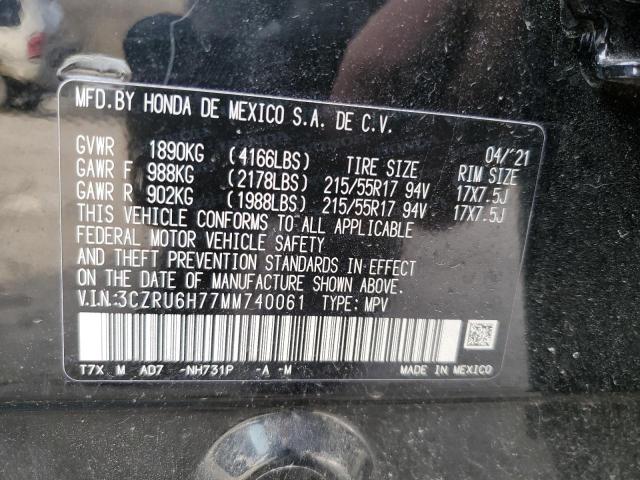 MFD. BY HONDA DE MEXICO S.A. DE C.V.
04/'21
GVWR 1890KG (4166LBS) TIRE SIZE RIM SIZE
GAWR F 988KG (2178LBS) 215/55R17 94V 17X7.5J
GAWR R 902KG (1988LBS) 215/55R17 94V 17X7.5J
THIS VEHICLE CONFORMS TO ALL APPLICABLE
FEDERAL MOTOR VEHICLE SAFETY
AND THEFT PREVENTION STANDARDS IN EFFECT
ON THE DATE OF MANUFACTURE SHOWN ABOVE.
V.I.N.:3CZRU6H77MM740061 TYPE: MPV
T7X M AD7 -NH731P -A -M MADE IN MEXICO